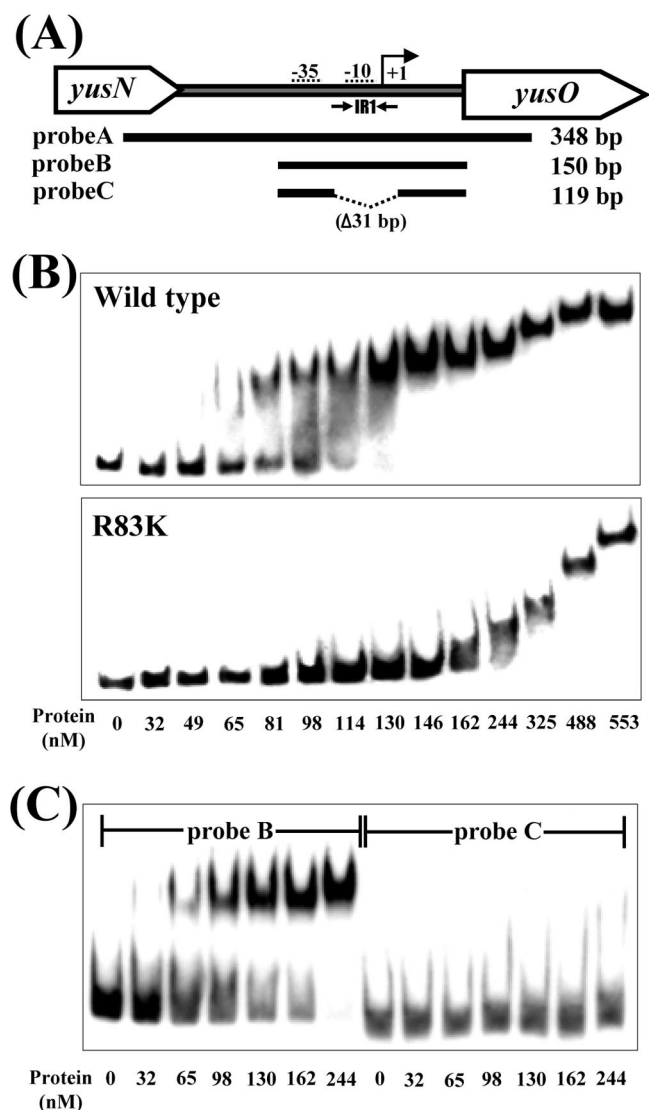 (A)
-35 -10 +1
yusN IR1 yusO
probeA 348 bp
probeB 150 bp
probeC 119 bp
(Δ31 bp)
(B)
Wild type
R83K
Protein (nM) 0 32 49 65 81 98 114 130 146 162 244 325 488 553
(C)
probe B probe C
Protein (nM) 0 32 65 98 130 162 244 0 32 65 98 130 162 244